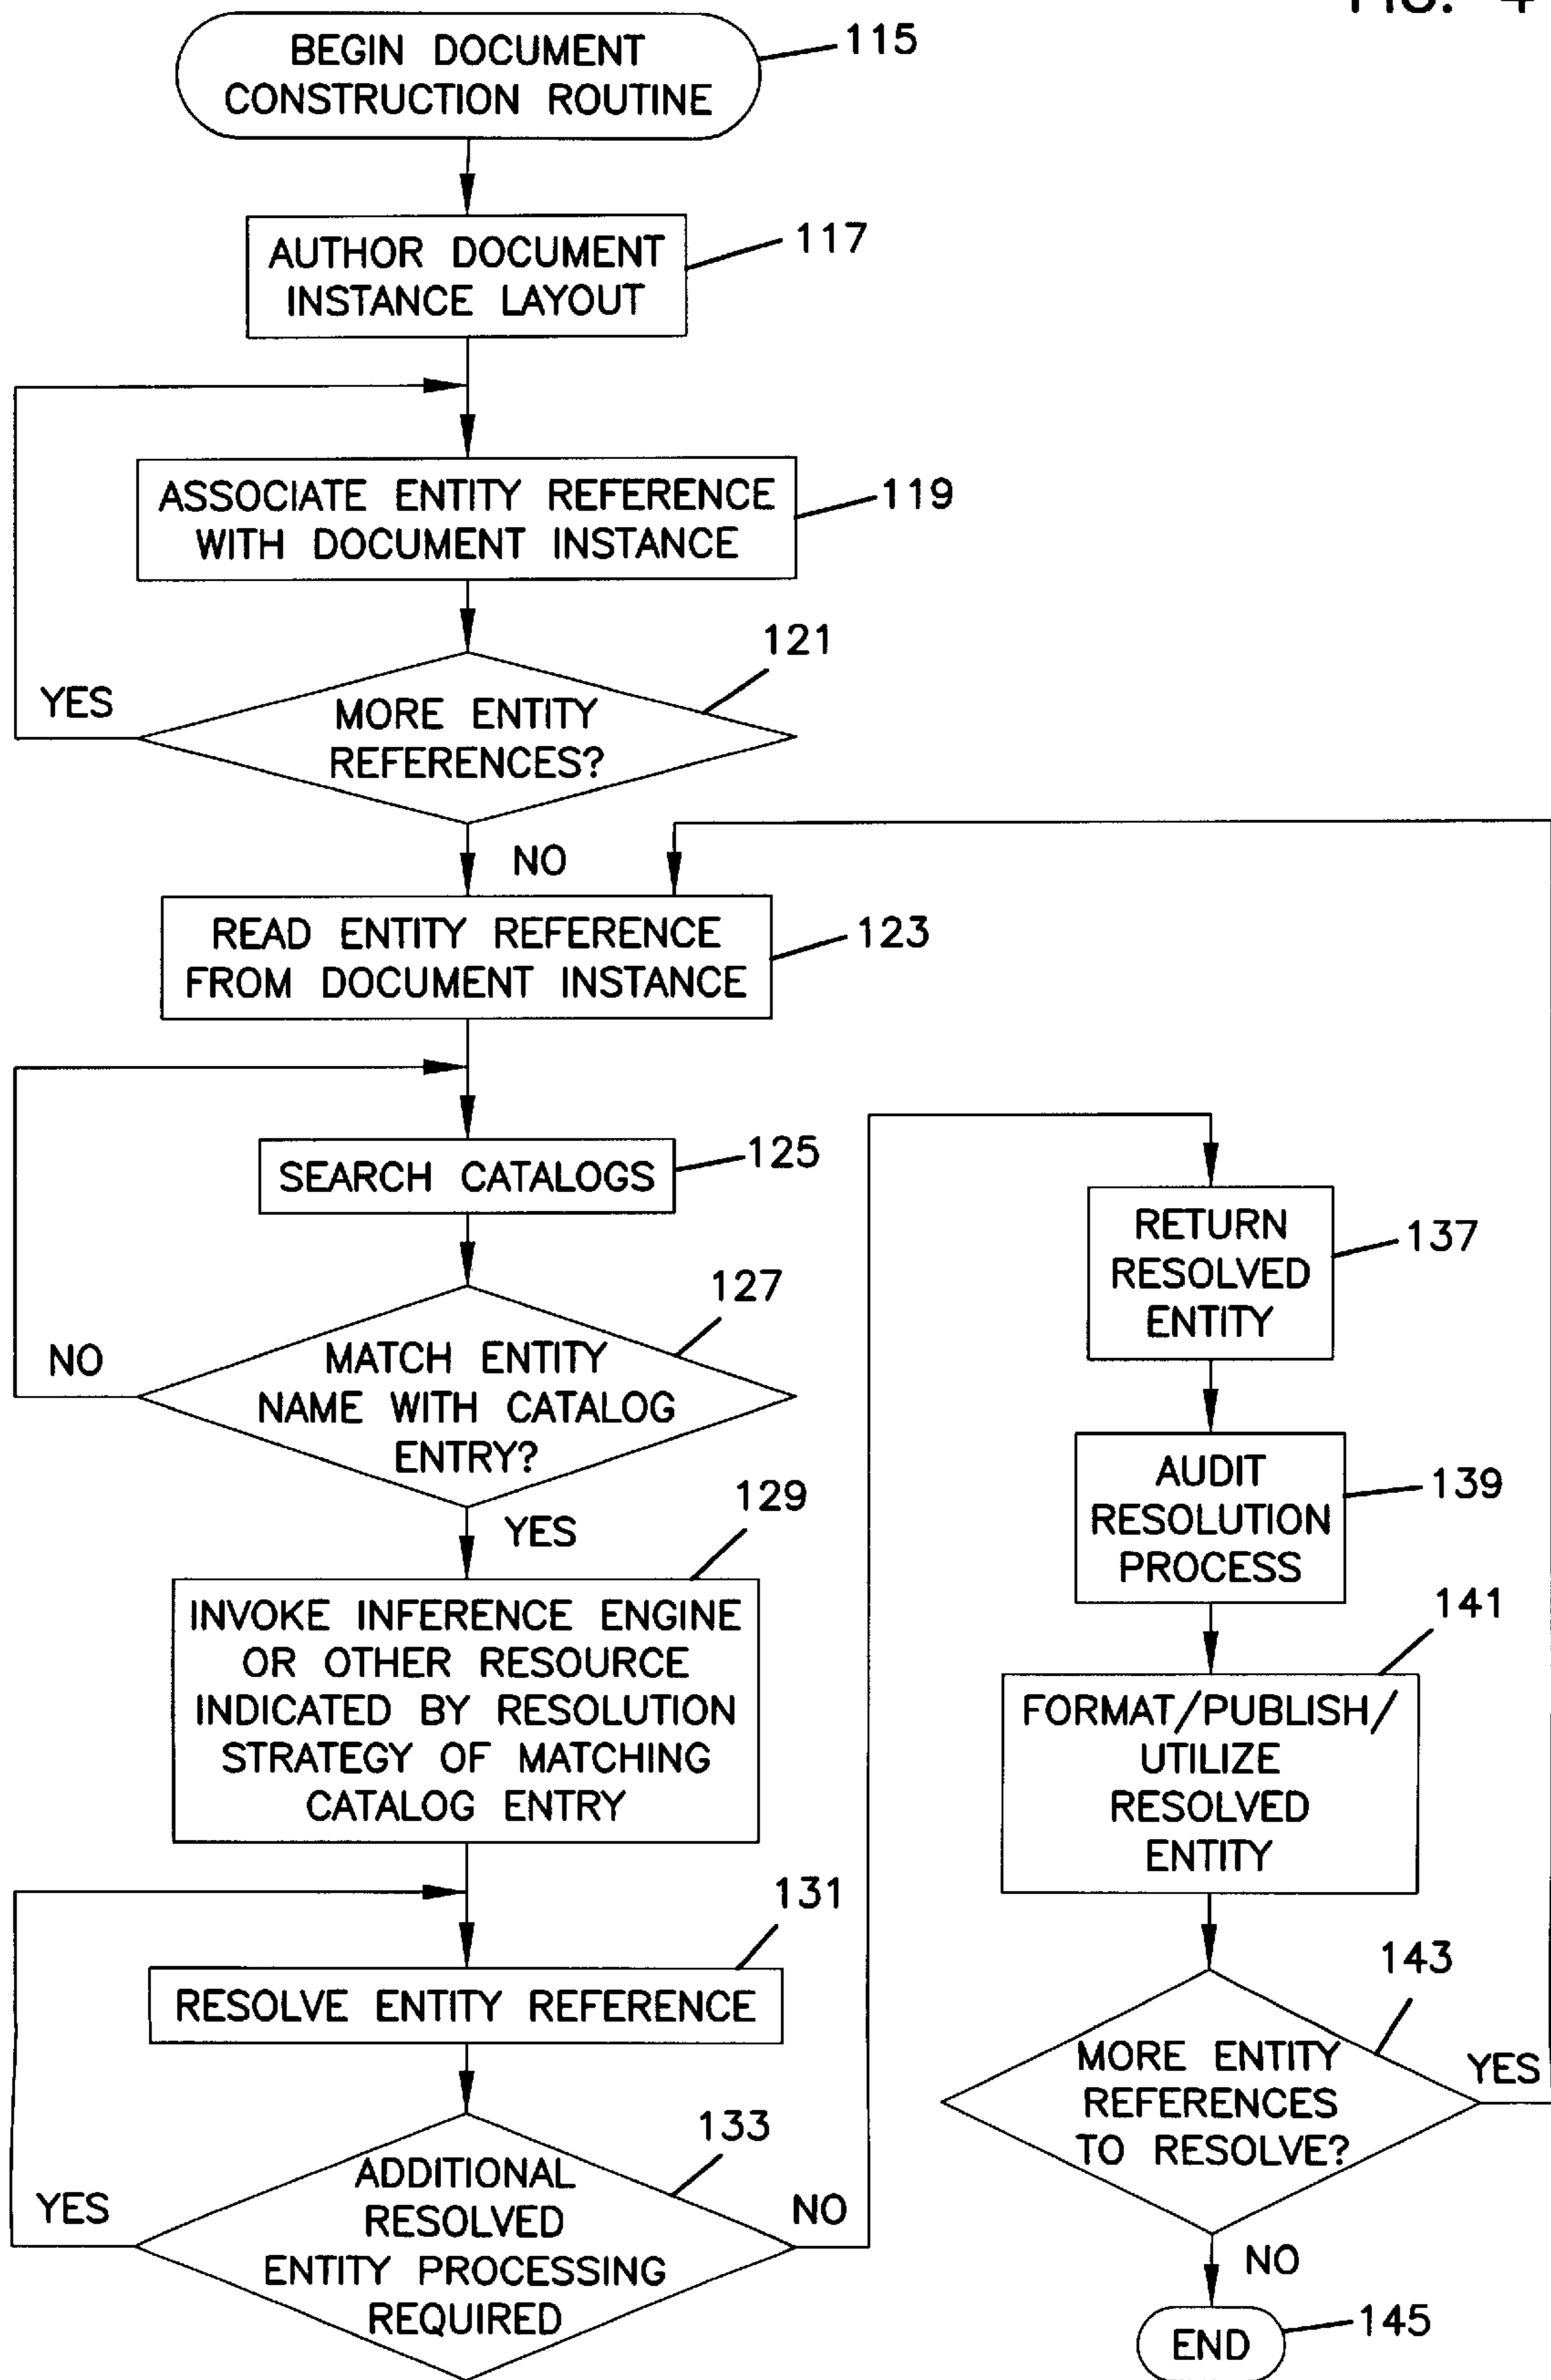 FIG. 4
BEGIN DOCUMENT
CONSTRUCTION ROUTINE
115
AUTHOR DOCUMENT
INSTANCE LAYOUT
117
ASSOCIATE ENTITY REFERENCE
WITH DOCUMENT INSTANCE
119
121
YES
MORE ENTITY
REFERENCES?
NO
READ ENTITY REFERENCE
FROM DOCUMENT INSTANCE
123
SEARCH CATALOGS
125
127
NO
MATCH ENTITY
NAME WITH CATALOG
ENTRY?
YES
129
INVOKE INFERENCE ENGINE
OR OTHER RESOURCE
INDICATED BY RESOLUTION
STRATEGY OF MATCHING
CATALOG ENTRY
131
RESOLVE ENTITY REFERENCE
133
YES
ADDITIONAL
RESOLVED
ENTITY PROCESSING
REQUIRED
NO
RETURN
RESOLVED
ENTITY
137
AUDIT
RESOLUTION
PROCESS
139
141
FORMAT/PUBLISH/
UTILIZE
RESOLVED
ENTITY
143
MORE ENTITY
REFERENCES
TO RESOLVE?
YES
NO
END
145